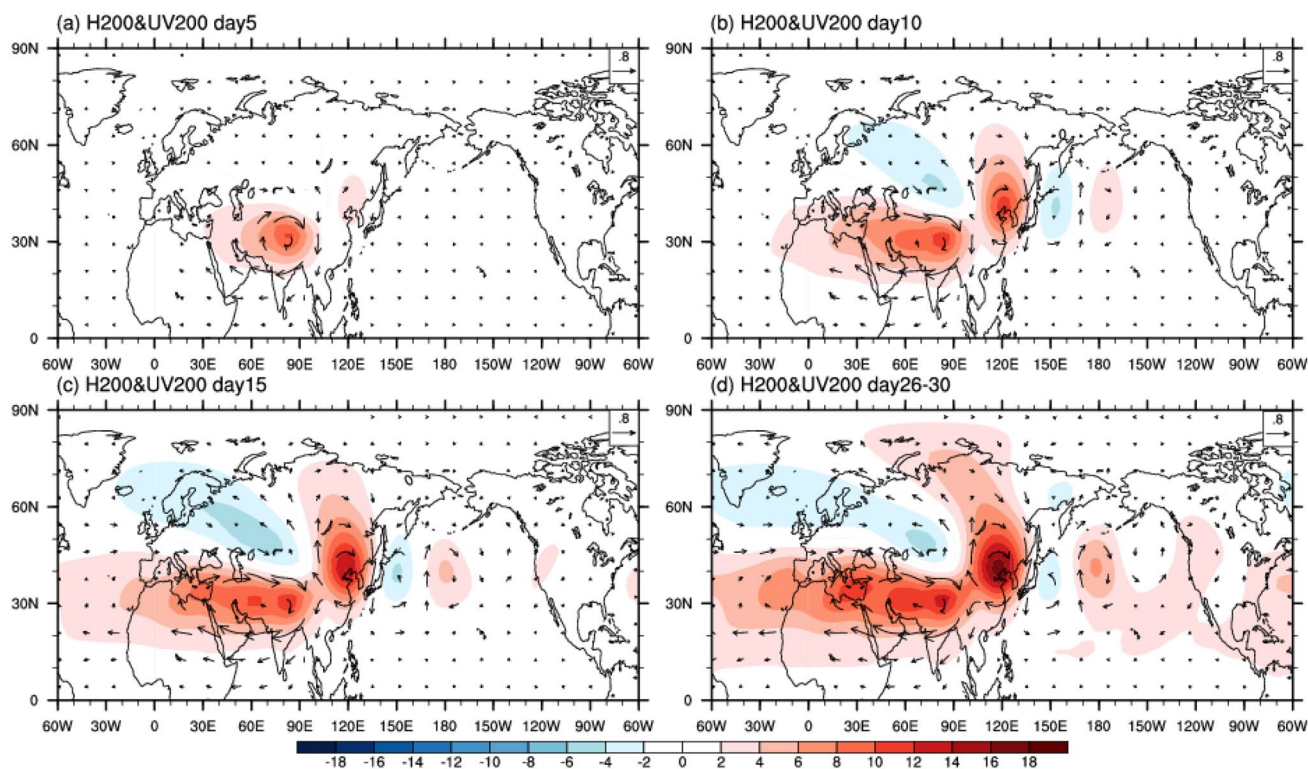 (a) H200&UV200 day5
(b) H200&UV200 day10
.8
.8
90N
90N
60N
60N
30N
30N
0
0
60W 30W 0 30E 60E 90E 120E 150E 180 150W 120W 90W 60W
60W 30W 0 30E 60E 90E 120E 150E 180 150W 120W 90W 60W
(c) H200&UV200 day15
(d) H200&UV200 day26-30
.8
.8
90N
90N
60N
60N
30N
30N
0
0
60W 30W 0 30E 60E 90E 120E 150E 180 150W 120W 90W 60W
60W 30W 0 30E 60E 90E 120E 150E 180 150W 120W 90W 60W
-18 -16 -14 -12 -10 -8 -6 -4 -2 0 2 4 6 8 10 12 14 16 18